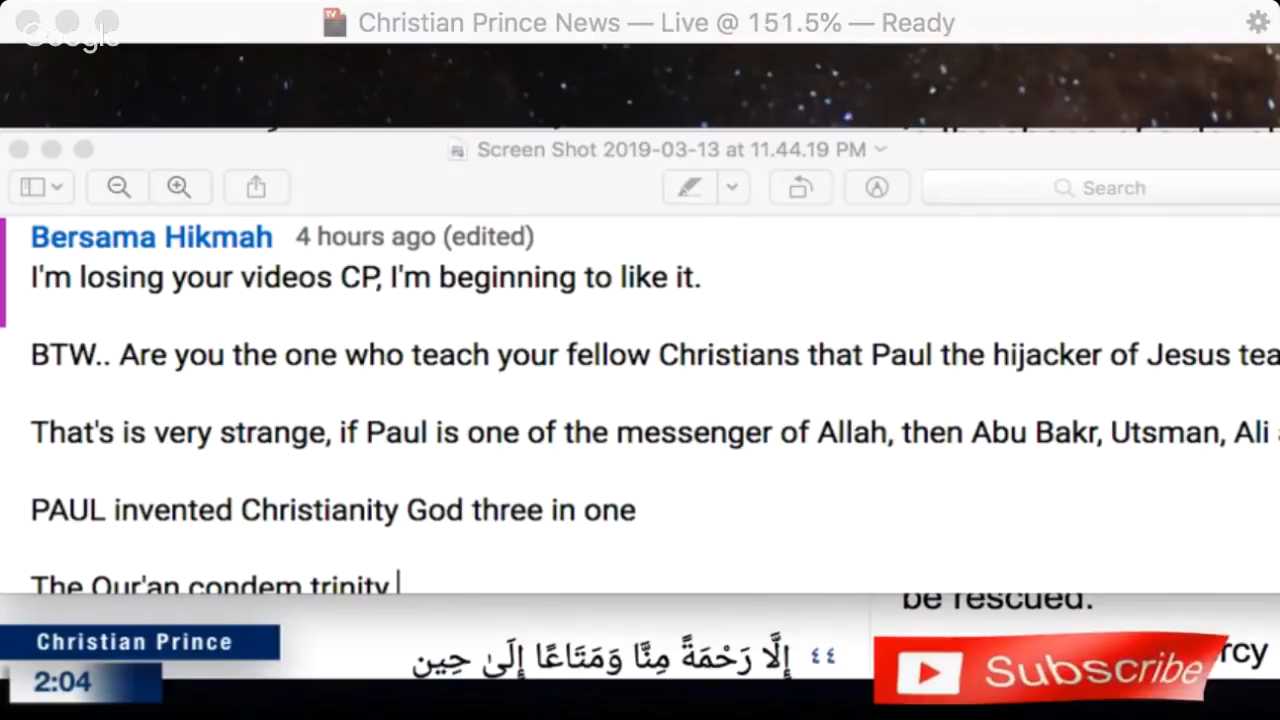 Christian Prince News — Live @ 151.5% — Ready
Google
Screen Shot 2019-03-13 at 11.44.19 PM
Search
Bersama Hikmah 4 hours ago (edited)
I'm losing your videos CP, I'm beginning to like it.
BTW.. Are you the one who teach your fellow Christians that Paul the hijacker of Jesus tea
That's is very strange, if Paul is one of the messenger of Allah, then Abu Bakr, Utsman, Ali
PAUL invented Christianity God three in one
The Qur'an condem trinity
be rescued.
Christian Prince
إِلَّا رَحْمَةً مِنَّا وَمَتَاعًا إِلَىٰ حِينٍ ٤٤
rcy
2:04
Subscribe